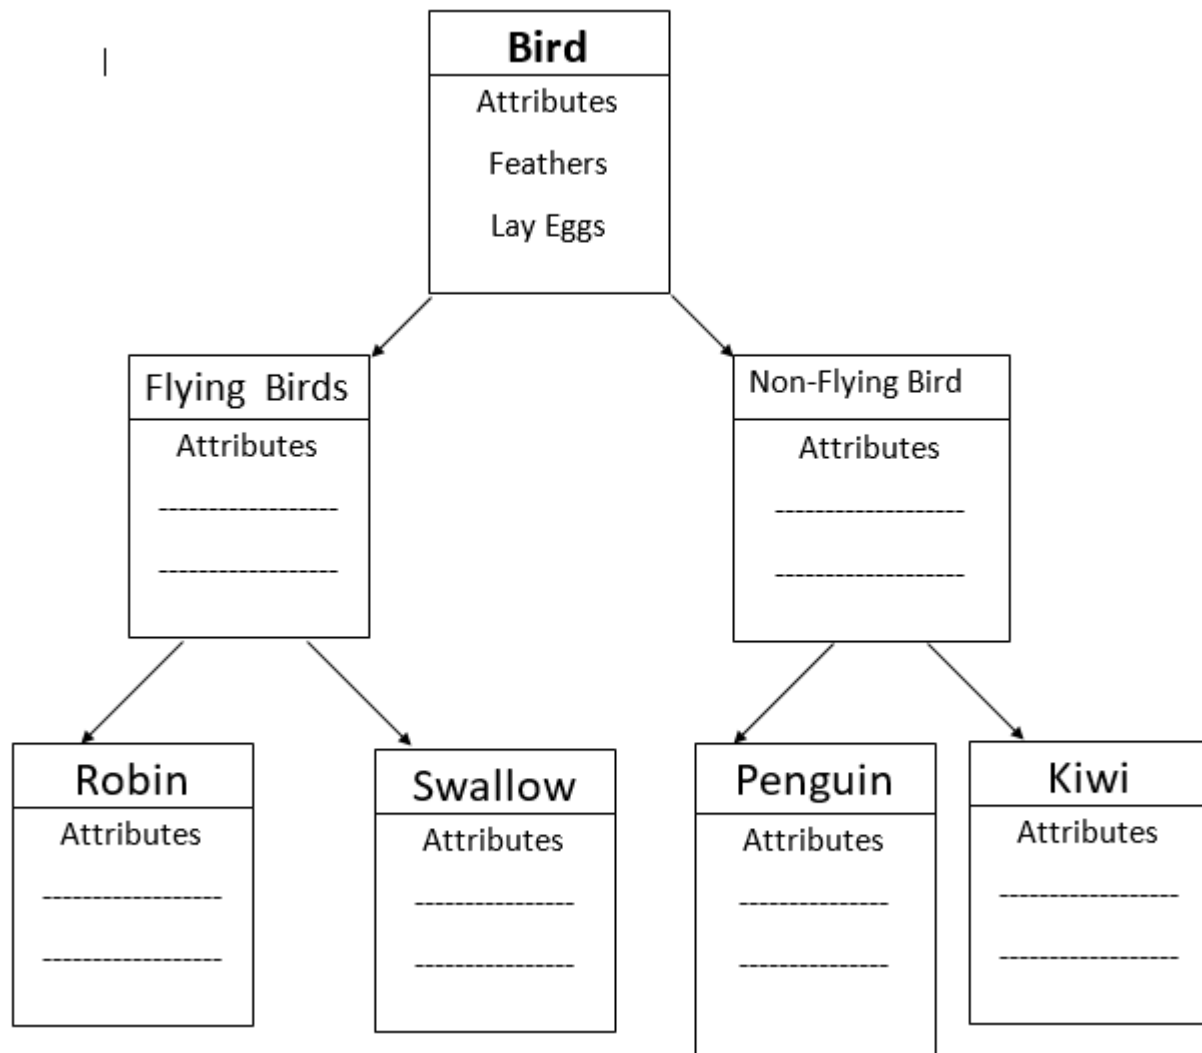 Bird
Attributes
Feathers
Lay Eggs
Flying Birds
Attributes
------------------
------------------
Non-Flying Bird
Attributes
-------------------
-------------------
Robin
Attributes
------------------
------------------
Swallow
Attributes
----------------
----------------
Penguin
Attributes
---------------
---------------
Kiwi
Attributes
------------------
------------------